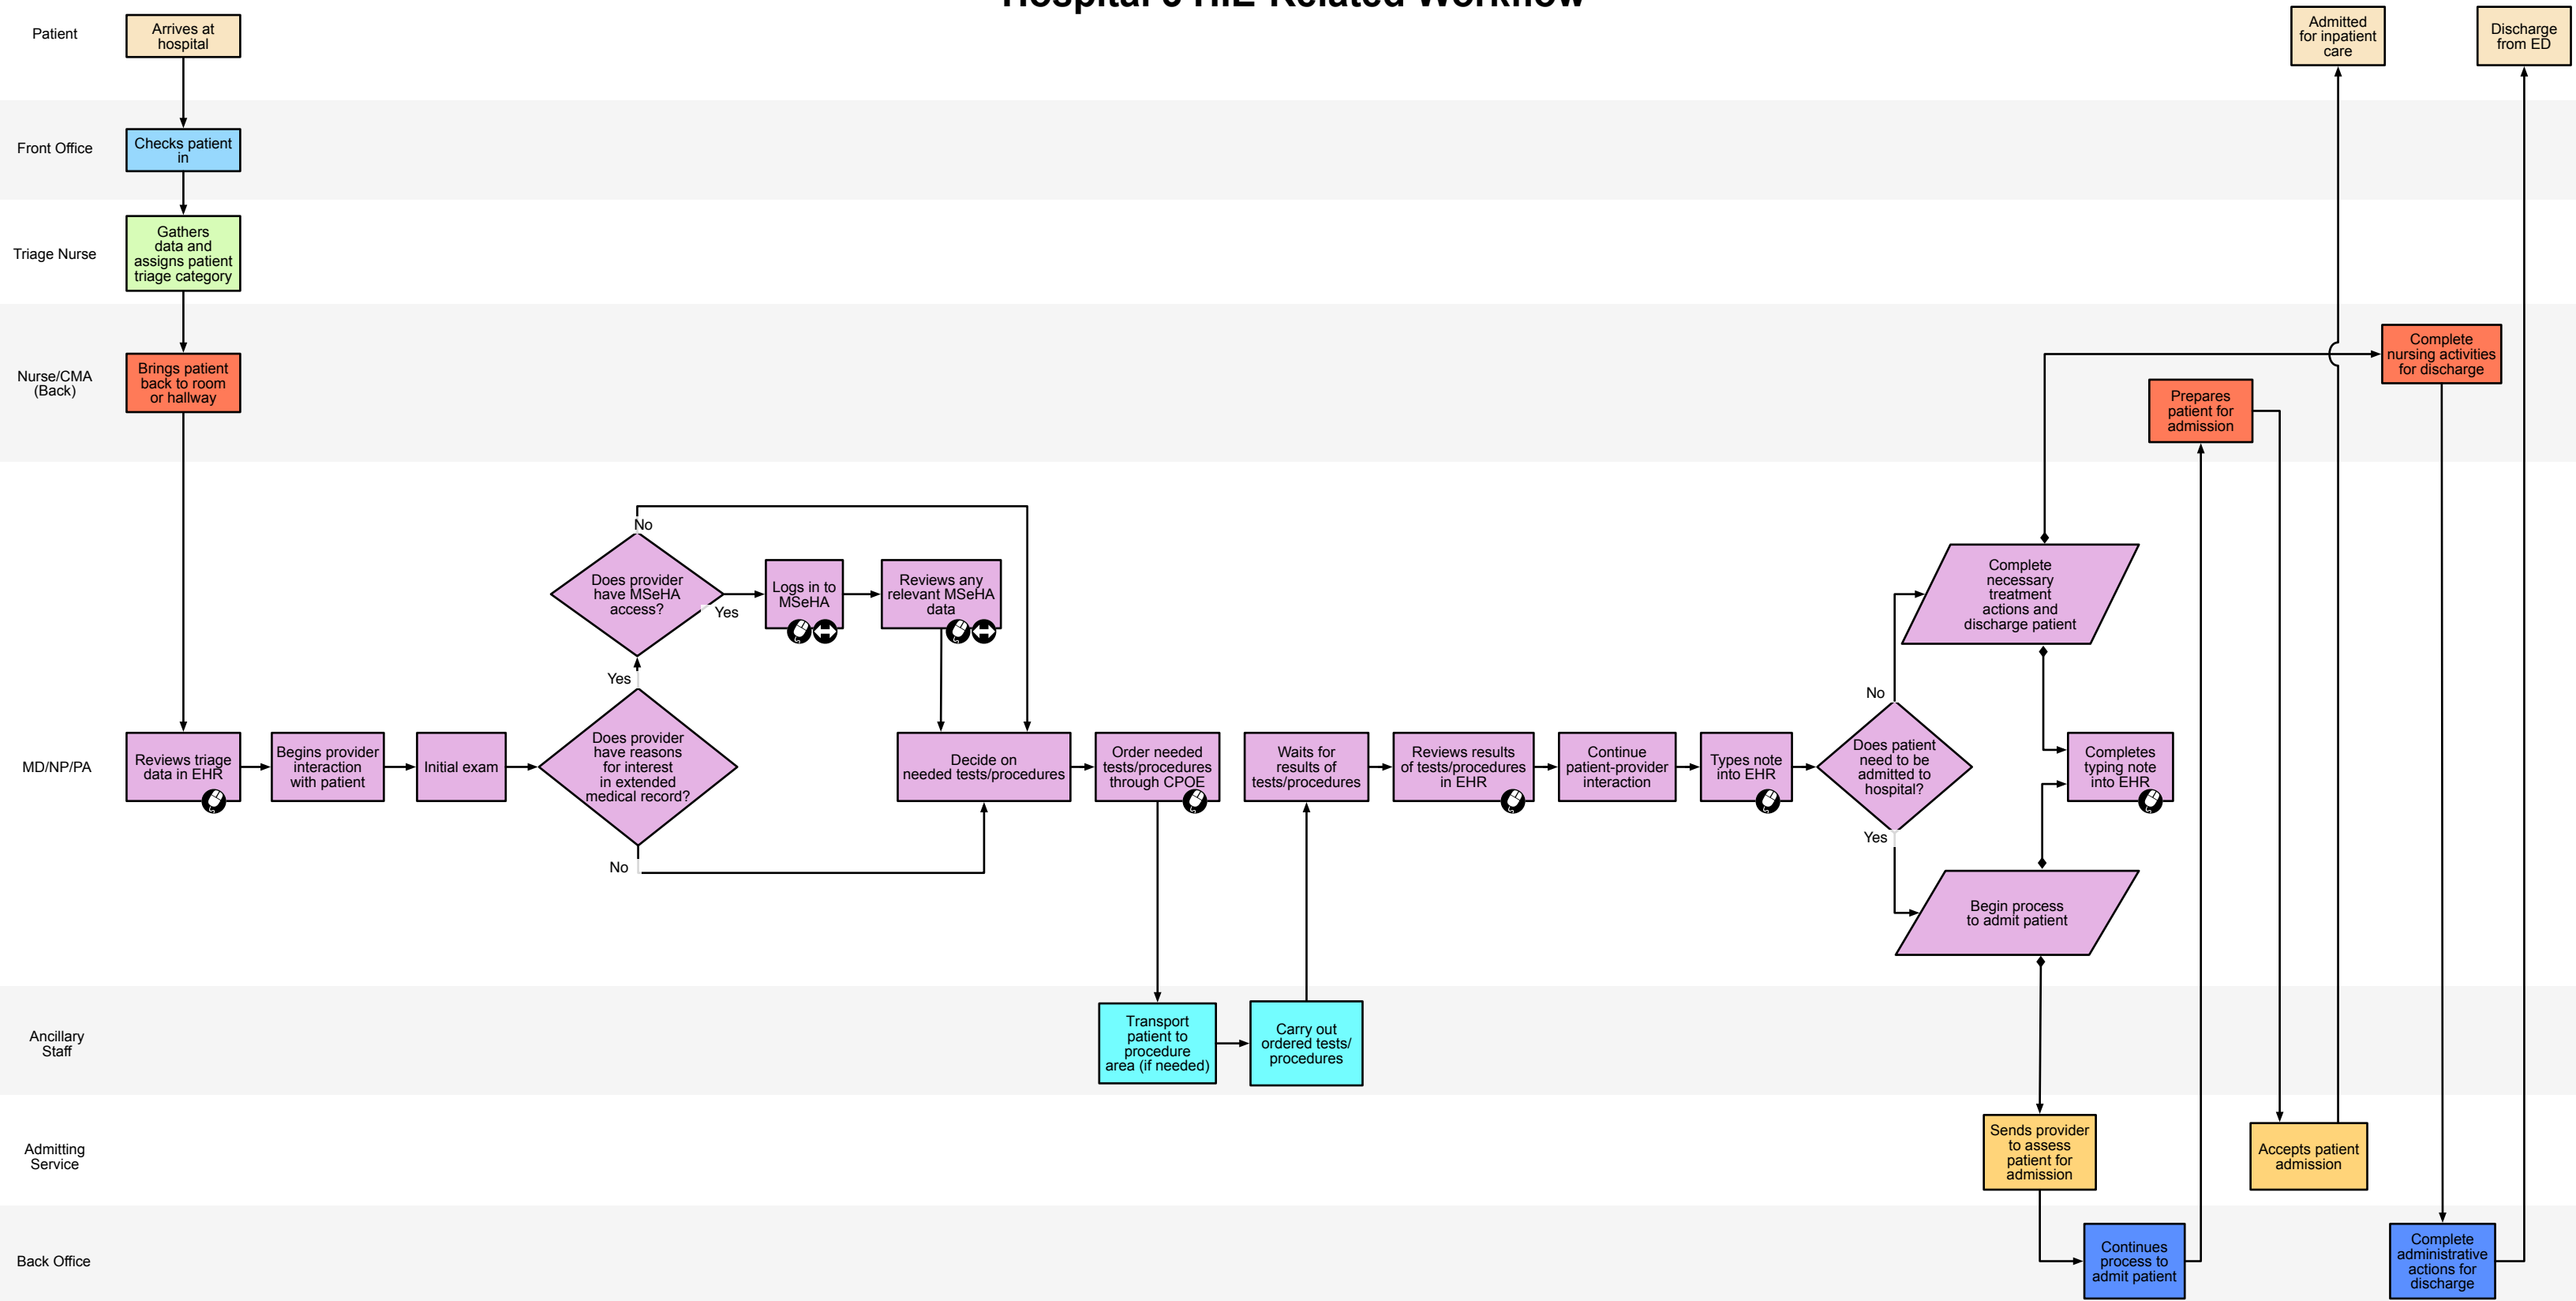 Hospital 3 HIE-Related Workflow
Patient
Arrives at
hospital
Admitted
for inpatient
care
Discharge
from ED
Front Office
Checks patient
in
Triage Nurse
Gathers
data and
assigns patient
triage category
Nurse/CMA
(Back)
Brings patient
back to room
or hallway
Complete
nursing activities
for discharge
Prepares
patient for
admission
MD/NP/PA
Reviews triage
data in EHR
Begins provider
interaction
with patient
Initial exam
Does provider
have reasons
for interest
in extended
medical record?
Yes
No
Does provider
have MSeHA
access?
No
Yes
Logs in to
MSeHA
Reviews any
relevant MSeHA
data
Decide on
needed tests/procedures
Order needed
tests/procedures
through CPOE
Waits for
results of
tests/procedures
Reviews results
of tests/procedures
in EHR
Continue
patient-provider
interaction
Types note
into EHR
Does patient
need to be
admitted to
hospital?
No
Yes
Complete
necessary
treatment
actions and
discharge patient
Completes
typing note
into EHR
Begin process
to admit patient
Ancillary
Staff
Transport
patient to
procedure
area (if needed)
Carry out
ordered tests/
procedures
Admitting
Service
Sends provider
to assess
patient for
admission
Accepts patient
admission
Back Office
Continues
process to
admit patient
Complete
administrative
actions for
discharge